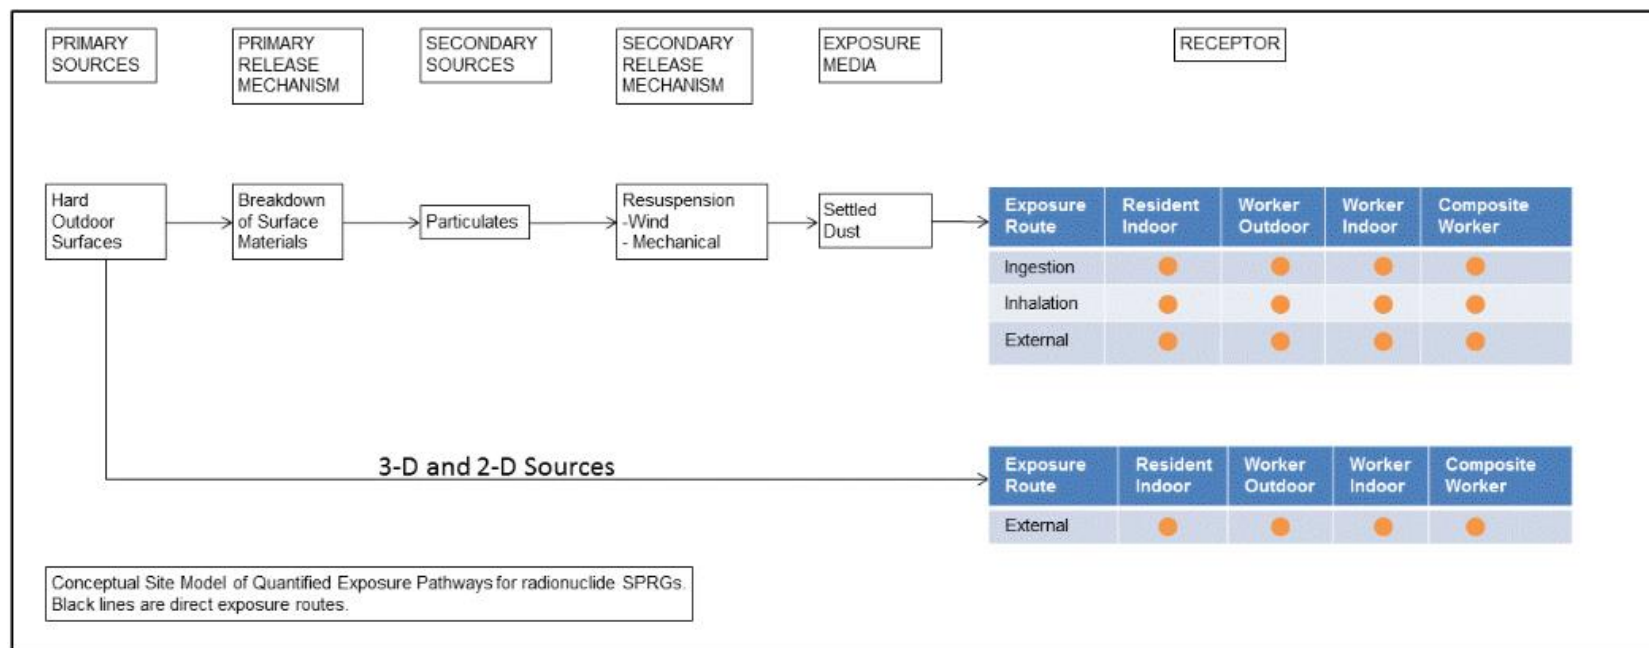 PRIMARY
SOURCES
PRIMARY
RELEASE
MECHANISM
SECONDARY
SOURCES
SECONDARY
RELEASE
MECHANISM
EXPOSURE
MEDIA
RECEPTOR
Hard
Outdoor
Surfaces
Breakdown
of Surface
Materials
Particulates
Resuspension
-Wind
- Mechanical
Settled
Dust
Exposure Route
Resident Indoor
Worker Outdoor
Worker Indoor
Composite Worker
Ingestion
Inhalation
External
3-D and 2-D Sources
Exposure Route
Resident Indoor
Worker Outdoor
Worker Indoor
Composite Worker
External
Conceptual Site Model of Quantified Exposure Pathways for radionuclide SPRGs.
Black lines are direct exposure routes.